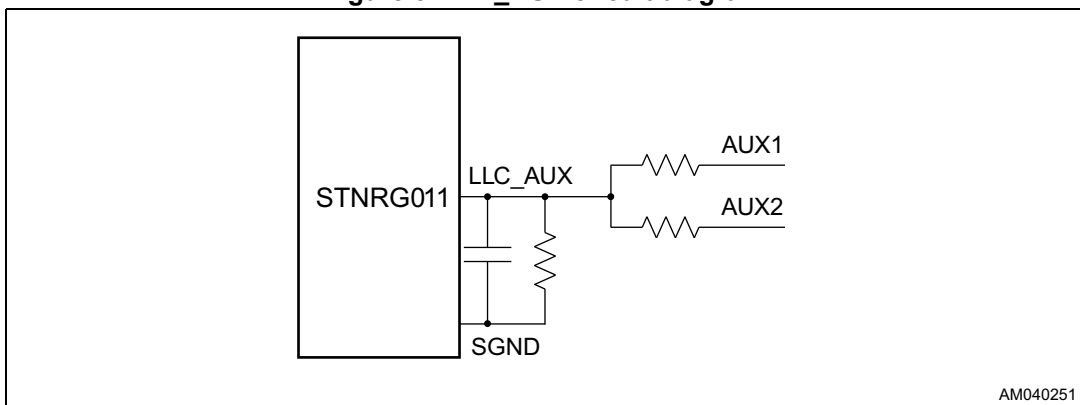 AUX1
LLC_AUX
STNRG011
AUX2
SGND
AM040251